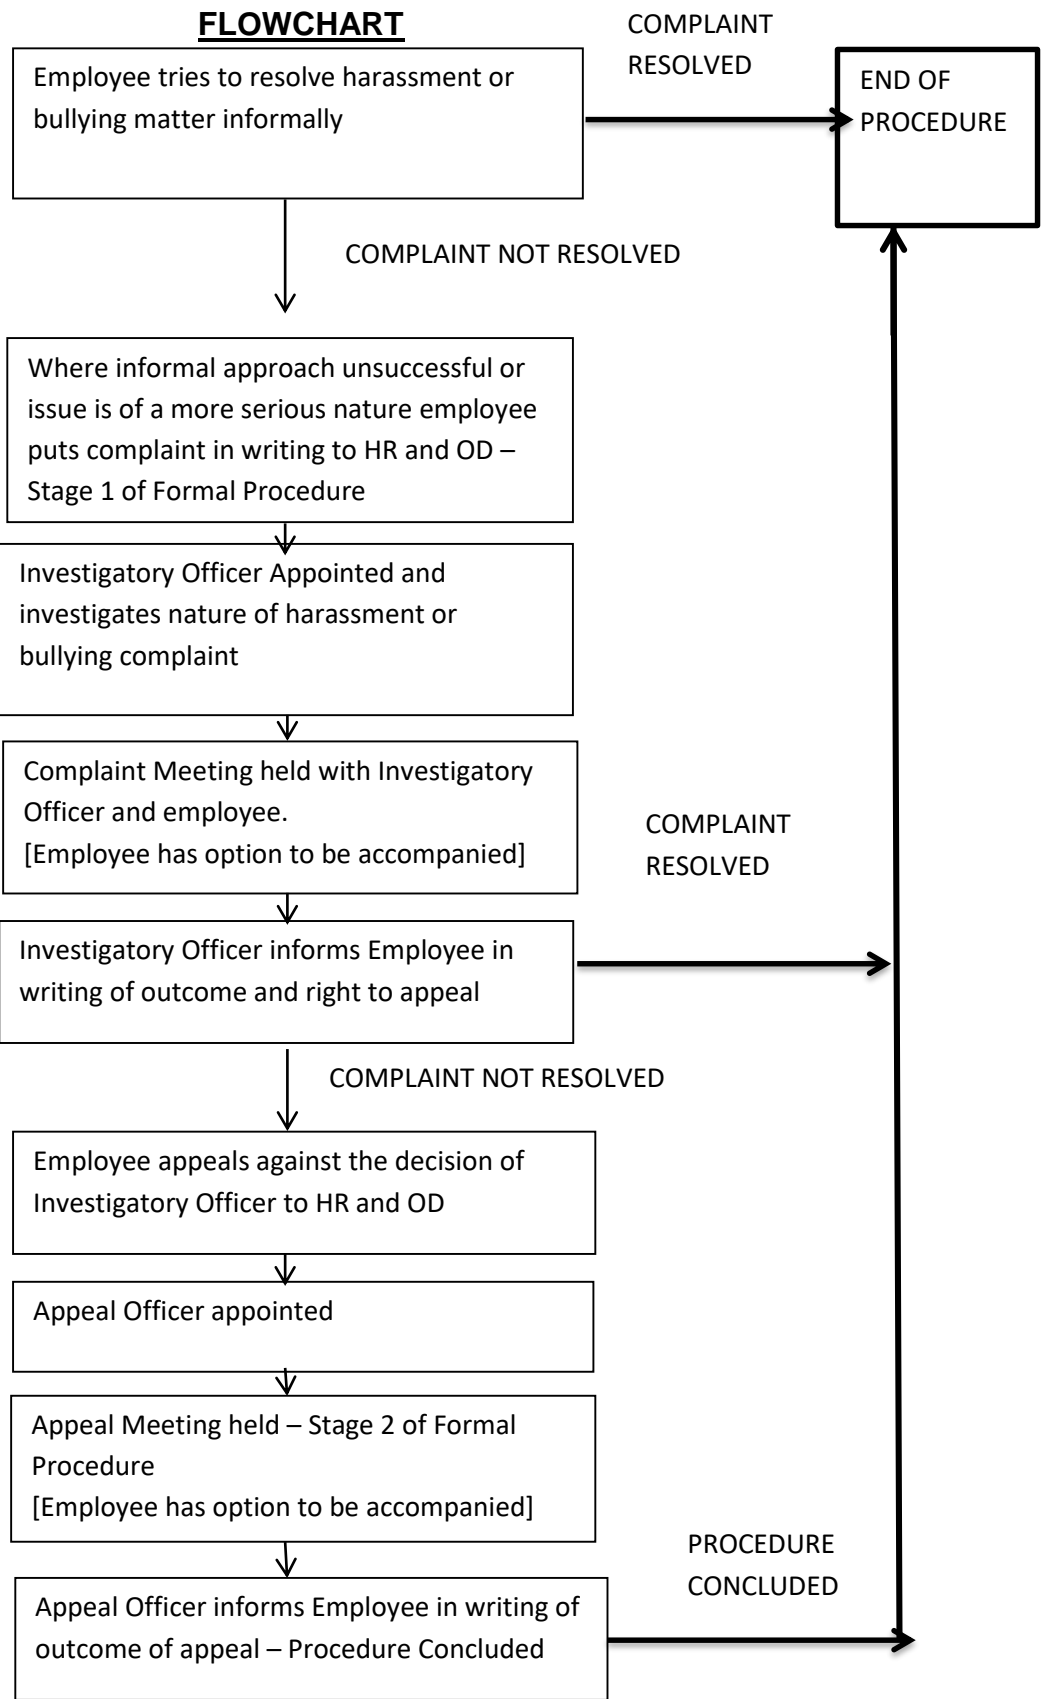 FLOWCHART
COMPLAINT
RESOLVED
Employee tries to resolve harassment or
bullying matter informally
END OF
PROCEDURE
COMPLAINT NOT RESOLVED
Where informal approach unsuccessful or
issue is of a more serious nature employee
puts complaint in writing to HR and OD –
Stage 1 of Formal Procedure
Investigatory Officer Appointed and
investigates nature of harassment or
bullying complaint
Complaint Meeting held with Investigatory
Officer and employee.
[Employee has option to be accompanied]
COMPLAINT
RESOLVED
Investigatory Officer informs Employee in
writing of outcome and right to appeal
COMPLAINT NOT RESOLVED
Employee appeals against the decision of
Investigatory Officer to HR and OD
Appeal Officer appointed
Appeal Meeting held – Stage 2 of Formal
Procedure
[Employee has option to be accompanied]
PROCEDURE
CONCLUDED
Appeal Officer informs Employee in writing of
outcome of appeal – Procedure Concluded